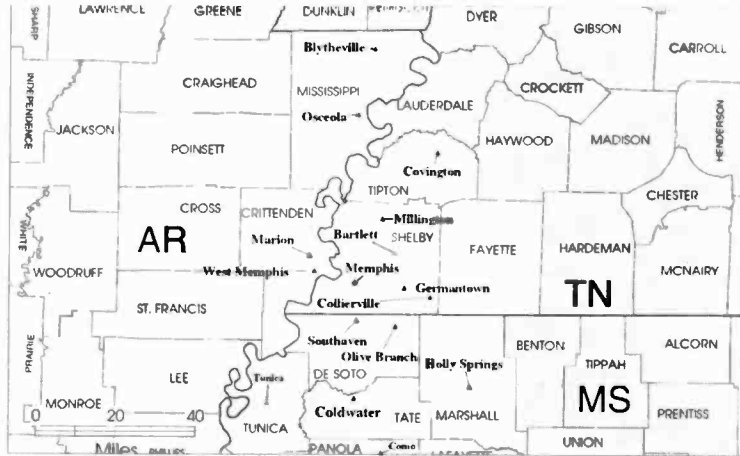 SHARP
LAWRENCE
GREENE
DUNKLIN
DYER
GIBSON
CARROLL
Blytheville
CRAIGHEAD
MISSISSIPPI
INDEPENDENCE
CROCKETT
LAUDERDALE
Osceola
JACKSON
POINSETT
HAYWOOD
MADISON
HENDERSON
Covington
TIPTON
CHESTER
CROSS
CRITTENDEN
WHITE
AR
Marion
Bartlett
SHELBY
FAYETTE
HARDEMAN
MCNAIRY
WOODRUFF
West Memphis
Memphis
Germantown
TN
ST. FRANCIS
Collierville
PRAIRIE
Southaven
Olive Branch
BENTON
ALCORN
LEE
Tunica
DE SOTO
Holly Springs
TIPPAH
MS
MONROE
Coldwater
TATE
MARSHALL
PRENTISS
0 20 40
TUNICA
Miles
PHILLIPS
PANOLA
Como
UNION